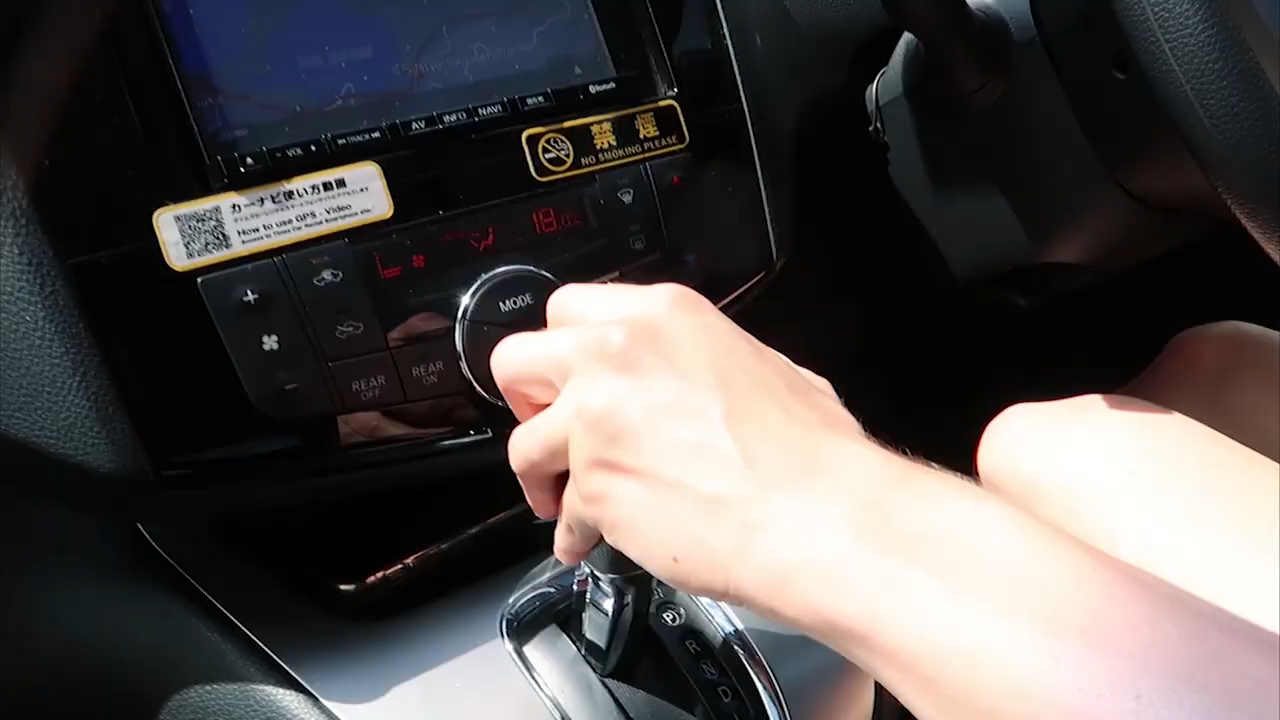 VOL
TRACK
AV
INFO
NAVI
Bluetooth
禁煙
NO SMOKING PLEASE
カーナビ使い方動画
How to use GPS - Video
18.0
MODE
REAR
OFF
REAR
ON
P
R
N
D